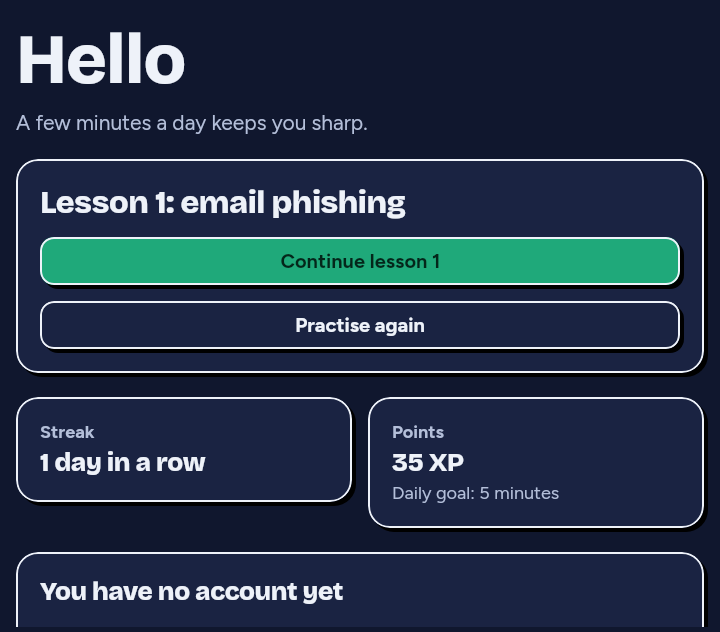 Hello
A few minutes a day keeps you sharp.
Lesson 1: email phishing
Continue lesson 1
Practise again
Streak
1 day in a row
Points
35 XP
Daily goal: 5 minutes
You have no account yet